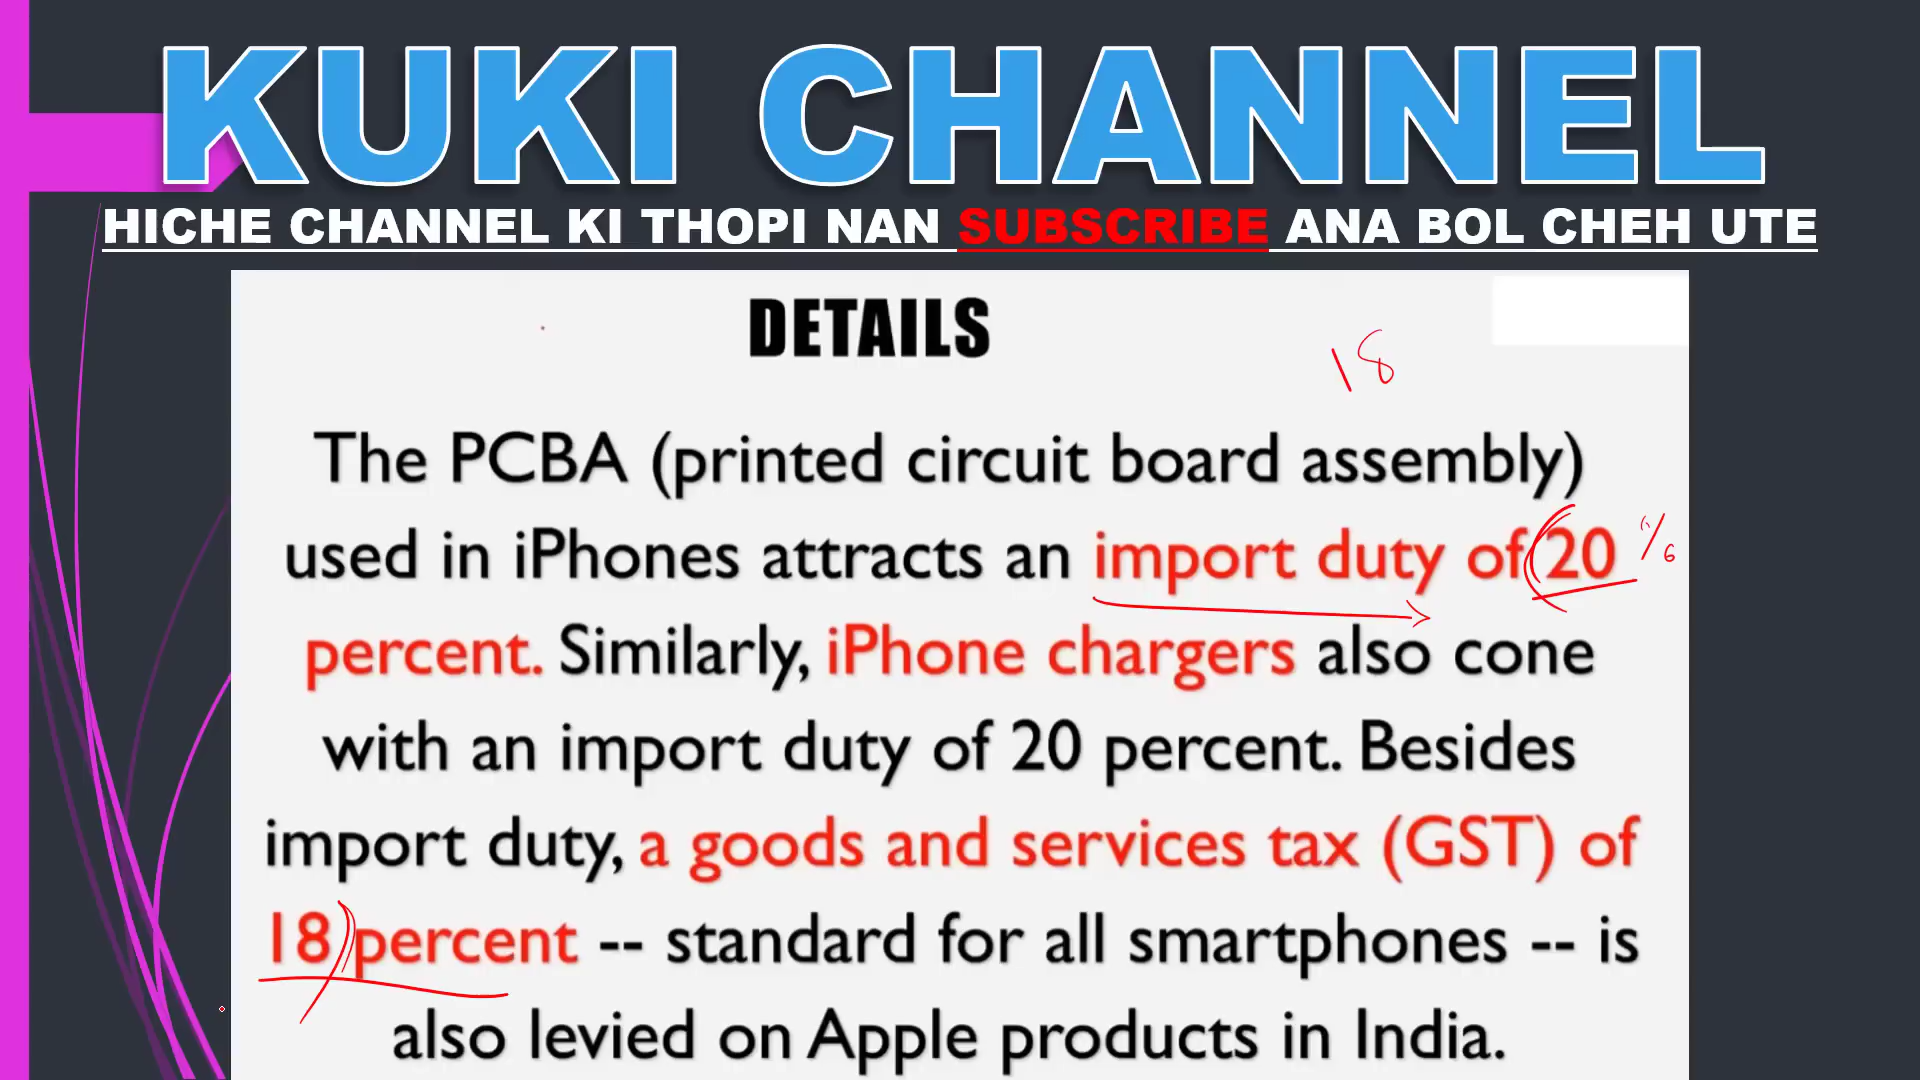 KUKI CHANNEL
HICHE CHANNEL KI THOPI NAN SUBSCRIBE ANA BOL CHEH UTE
DETAILS
18
The PCBA (printed circuit board assembly)
used in iPhones attracts an import duty of 20 %
percent. Similarly, iPhone chargers also cone
with an import duty of 20 percent. Besides
import duty, a goods and services tax (GST) of
18 percent -- standard for all smartphones -- is
also levied on Apple products in India.